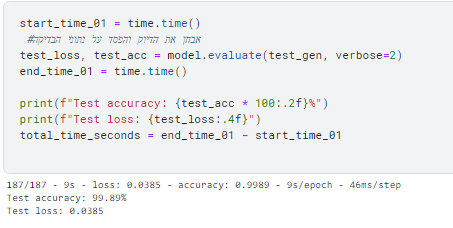 start_time_01 = time.time()
#אבחן את הדיוק והפסד על נתוני הבדיקה
test_loss, test_acc = model.evaluate(test_gen, verbose=2)
end_time_01 = time.time()
print(f"Test accuracy: {test_acc * 100:.2f}%")
print(f"Test loss: {test_loss:.4f}")
total_time_seconds = end_time_01 - start_time_01
187/187 - 9s - loss: 0.0385 - accuracy: 0.9989 - 9s/epoch - 46ms/step
Test accuracy: 99.89%
Test loss: 0.0385